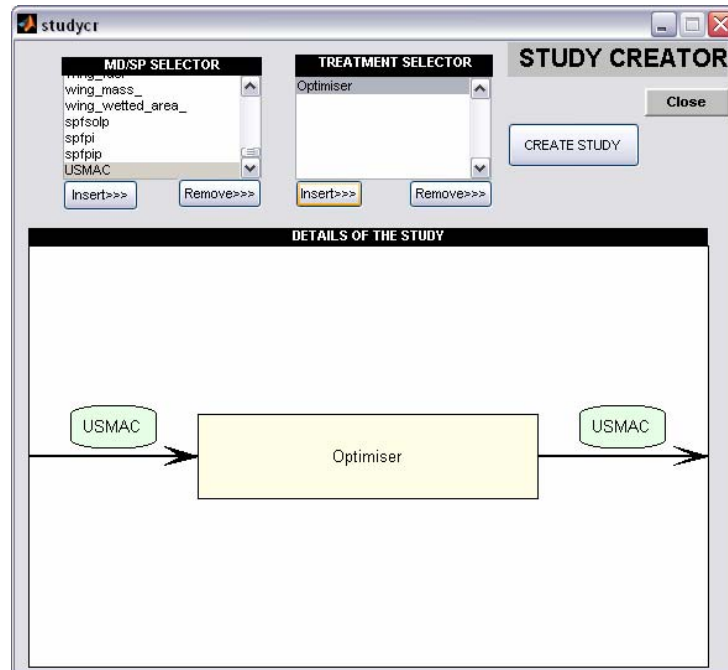 studycr
MD/SP SELECTOR
TREATMENT SELECTOR
STUDY CREATOR
wing_mass_
wing_wetted_area_
spfsolp
spfpi
spfpip
USMAC
Optimiser
Close
CREATE STUDY
Insert>>>
Remove>>>
Insert>>>
Remove>>>
DETAILS OF THE STUDY
USMAC
Optimiser
USMAC